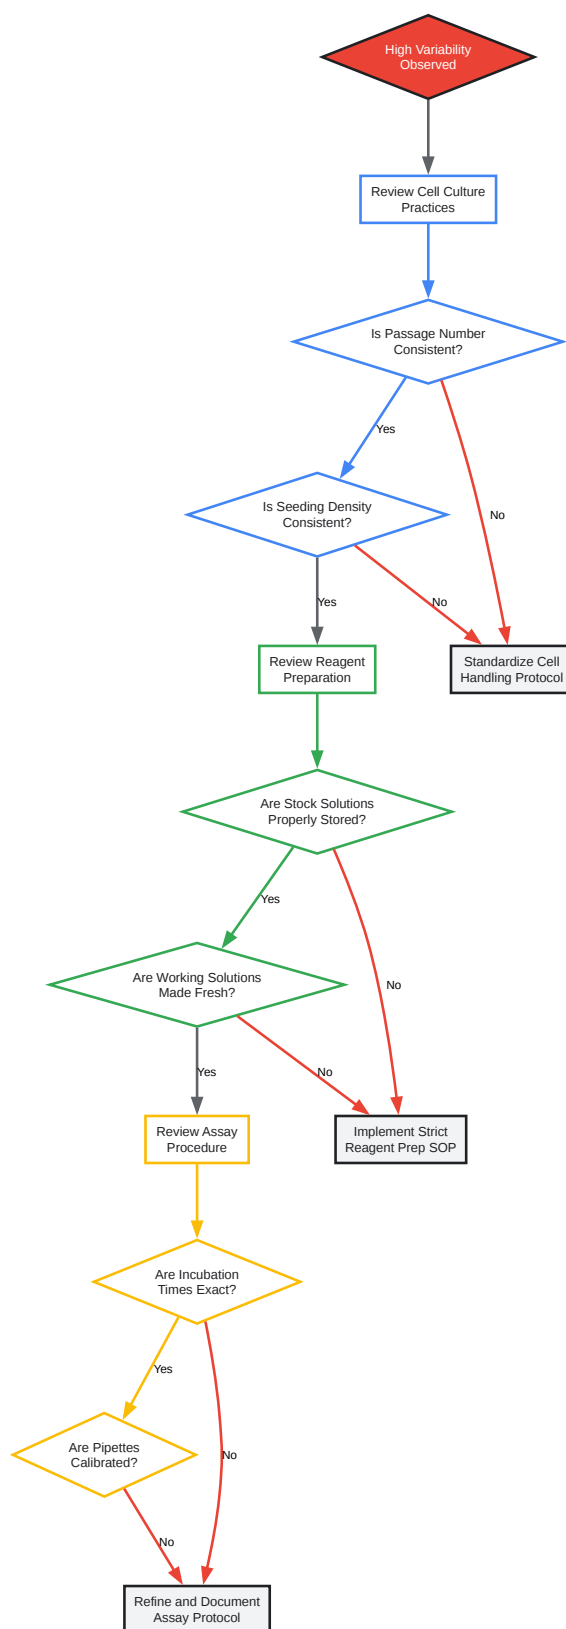 High Variability
Observed
Review Cell Culture
Practices
Is Passage Number
Consistent?
Yes
No
Is Seeding Density
Consistent?
Yes
No
Review Reagent
Preparation
Standardize Cell
Handling Protocol
Are Stock Solutions
Properly Stored?
Yes
No
Are Working Solutions
Made Fresh?
Yes
No
Review Assay
Procedure
Implement Strict
Reagent Prep SOP
Are Incubation
Times Exact?
Yes
No
Are Pipettes
Calibrated?
No
Refine and Document
Assay Protocol